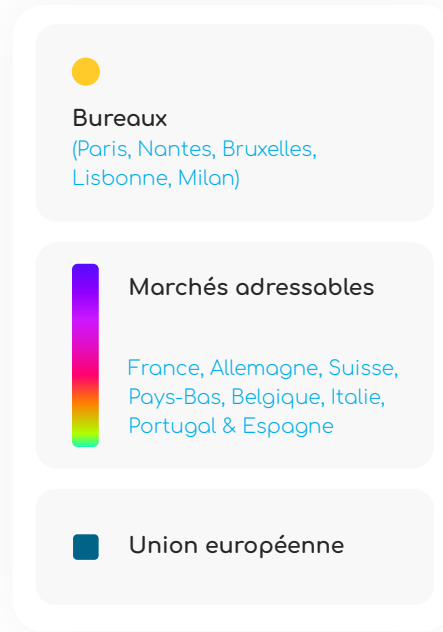 Bureaux
(Paris, Nantes, Bruxelles,
Lisbonne, Milan)
Marchés adressables
France, Allemagne, Suisse,
Pays-Bas, Belgique, Italie,
Portugal & Espagne
Union européenne